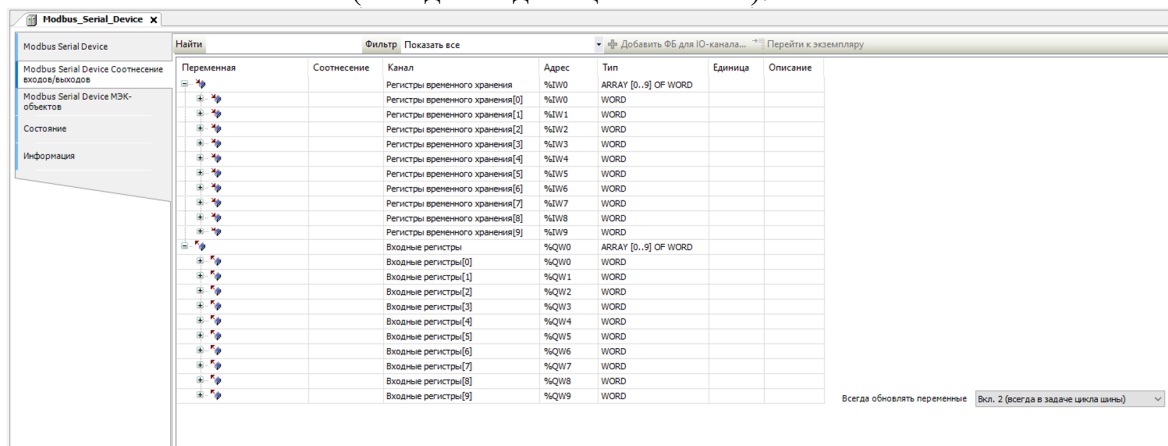 Modbus_Serial_Device x
Modbus Serial Device
Modbus Serial Device Соотнесение
входов/выходов
Modbus Serial Device МЭК-
объектов
Состояние
Информация
Найти Фильтр Показать все Добавить ФБ для IO-канала... Перейти к экземпляру
Переменная Соотнесение Канал Адрес Тип Единица Описание
Регистры временного хранения %IW0 ARRAY [0..9] OF WORD
Регистры временного хранения[0] %IW0 WORD
Регистры временного хранения[1] %IW1 WORD
Регистры временного хранения[2] %IW2 WORD
Регистры временного хранения[3] %IW3 WORD
Регистры временного хранения[4] %IW4 WORD
Регистры временного хранения[5] %IW5 WORD
Регистры временного хранения[6] %IW6 WORD
Регистры временного хранения[7] %IW7 WORD
Регистры временного хранения[8] %IW8 WORD
Регистры временного хранения[9] %IW9 WORD
Входные регистры %QW0 ARRAY [0..9] OF WORD
Входные регистры[0] %QW0 WORD
Входные регистры[1] %QW1 WORD
Входные регистры[2] %QW2 WORD
Входные регистры[3] %QW3 WORD
Входные регистры[4] %QW4 WORD
Входные регистры[5] %QW5 WORD
Входные регистры[6] %QW6 WORD
Входные регистры[7] %QW7 WORD
Входные регистры[8] %QW8 WORD
Входные регистры[9] %QW9 WORD
Всегда обновлять переменные Вкл. 2 (всегда в задаче цикла шины)